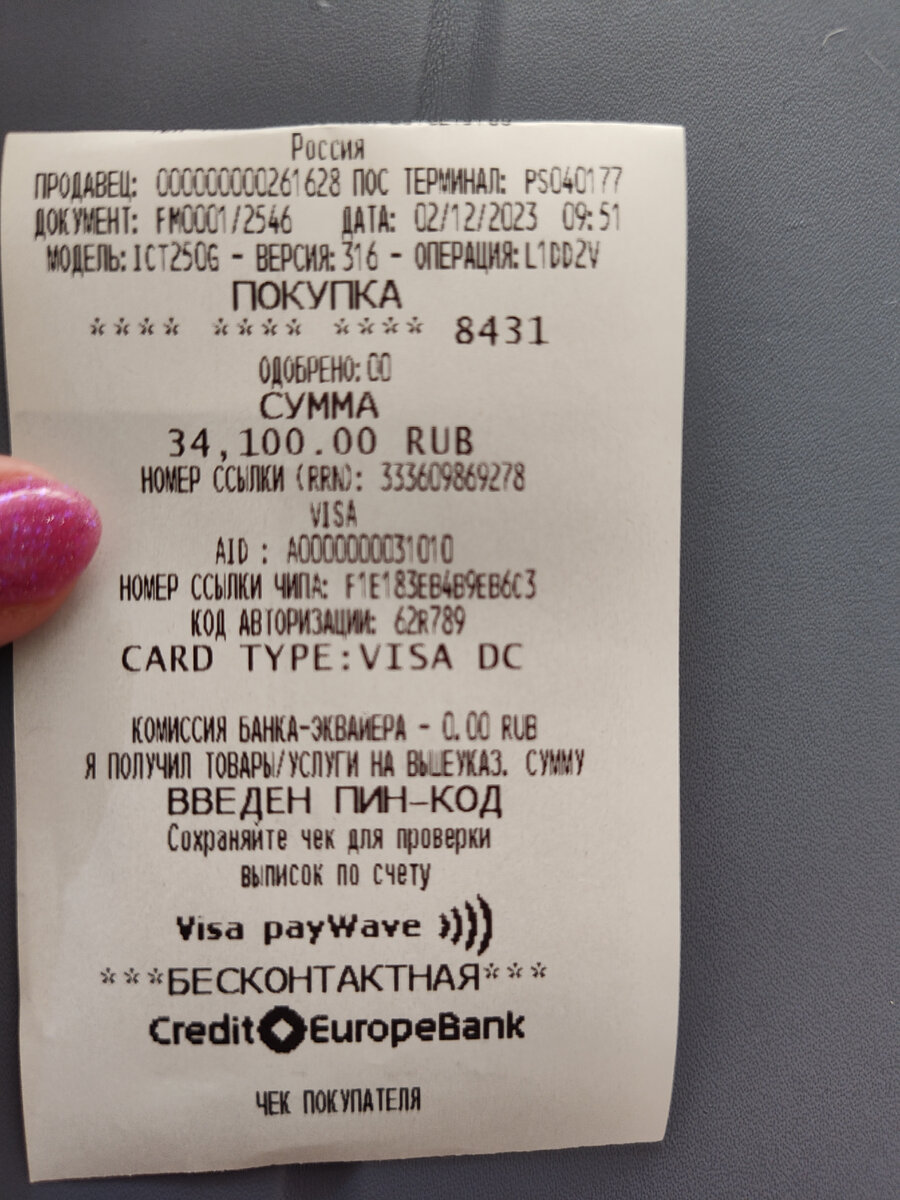 Россия
ПРОДАВЕЦ: 000000000261628 ПОС ТЕРМИНАЛ: PS040177
ДОКУМЕНТ: FM0001/2546 ДАТА: 02/12/2023 09:51
МОДЕЛЬ:ICT250G - ВЕРСИЯ:316 - ОПЕРАЦИЯ:L1DD2V
ПОКУПКА
**** **** **** 8431
ОДОБРЕНО:00
СУММА
34,100.00 RUB
НОМЕР ССЫЛКИ (RRN): 333609869278
VISA
AID : A0000000031010
НОМЕР ССЫЛКИ ЧИПА: F1E183EB4B9EB6C3
КОД АВТОРИЗАЦИИ: 62R789
CARD TYPE:VISA DC
КОМИССИЯ БАНКА-ЭКВАЙЕРА - 0.00 RUB
Я ПОЛУЧИЛ ТОВАРЫ/УСЛУГИ НА ВЫШЕУКАЗ. СУММУ
ВВЕДЕН ПИН-КОД
Сохраняйте чек для проверки
выписок по счету
Visa payWave
***БЕСКОНТАКТНАЯ***
Credit EuropeBank
ЧЕК ПОКУПАТЕЛЯ